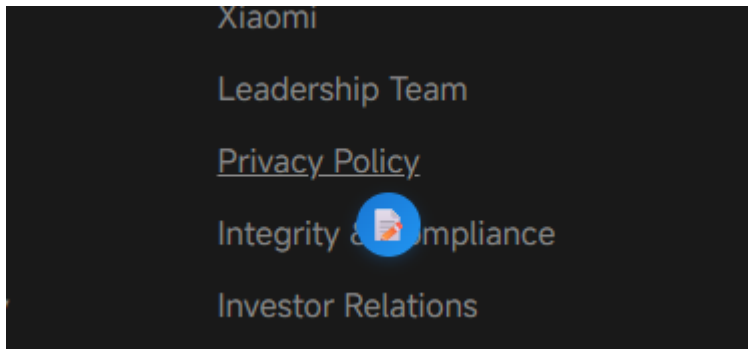 Xiaomi
Leadership Team
Privacy Policy
Integrity &
Investor Relations